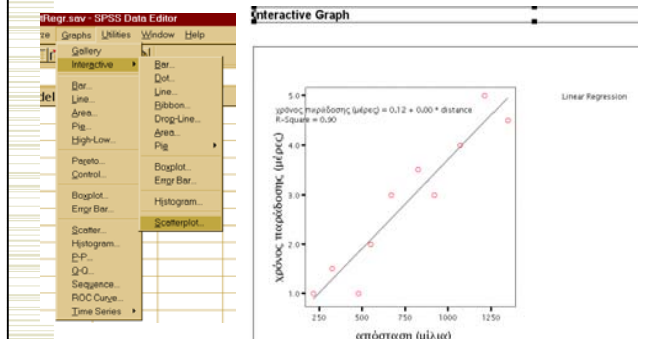 tRegr.sav - SPSS Data Editor
Graphs Utilities Window Help
Gallery
Interactive
Bar...
Line...
Area...
Pie...
High-Low...
Pareto...
Control...
Boxplot...
Error Bar...
Scatter...
Histogram...
P-P...
Q-Q...
Sequence...
ROC Curve...
Time Series
Bar...
Dot...
Line...
Ribbon...
Drop-Line...
Area...
Pie
Boxplot...
Error Bar...
Histogram...
Scatterplot...
Interactive Graph
Linear Regression
χρόνος παράδοσης (μέρες) = 0,12 + 0,00 * distance
R-Square = 0,90
χρόνος παράδοσης (μέρες)
5.0
4.0
3.0
2.0
1.0
250 500 750 1000 1250
απόσταση (μίλια)